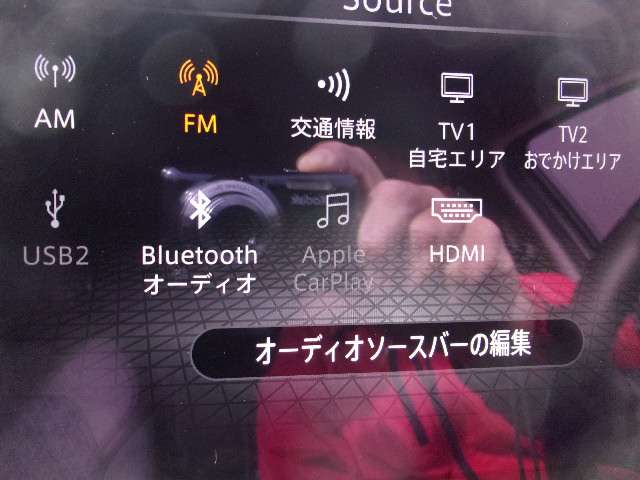 Source
AM
FM
交通情報
TV1
自宅エリア
TV2
おでかけエリア
USB2
Bluetooth
オーディオ
Apple
CarPlay
HDMI
オーディオソースバーの編集